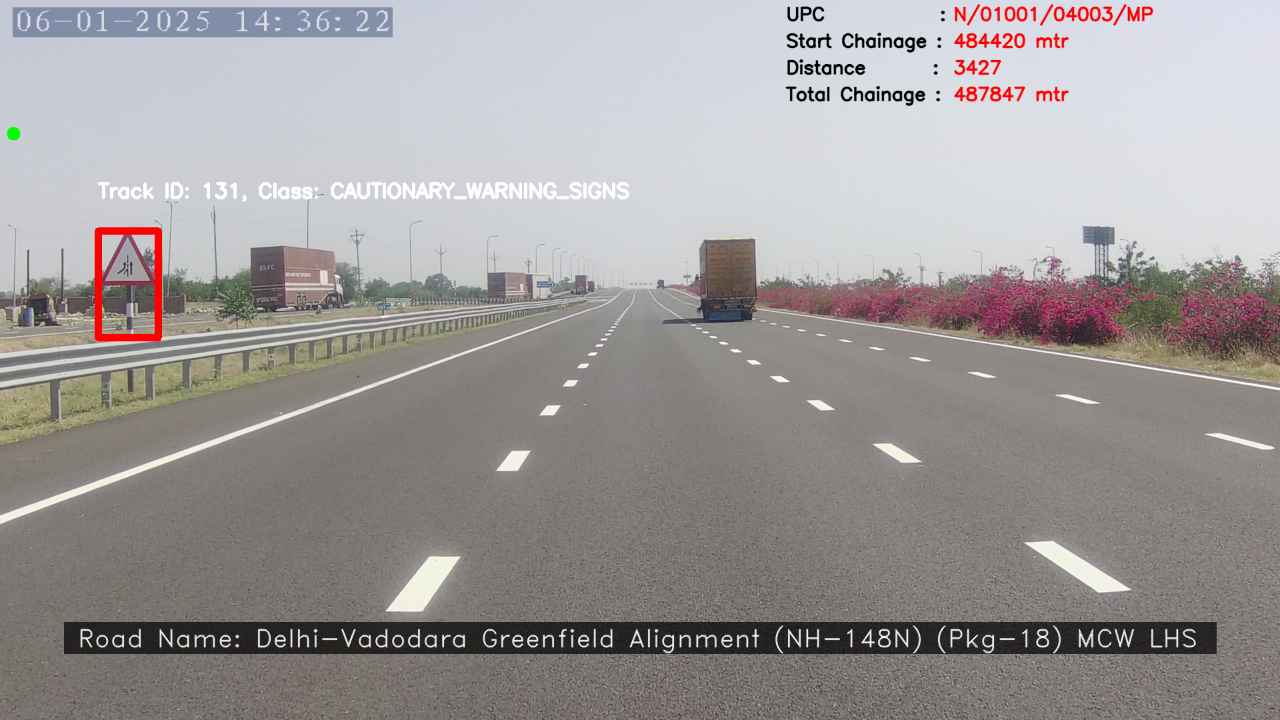 06-01-2025 14:36:22
UPC : N/01001/04003/MP
Start Chainage : 484420 mtr
Distance : 3427
Total Chainage : 487847 mtr
Track ID: 131, Class: CAUTIONARY_WARNING_SIGNS
Road Name: Delhi-Vadodara Greenfield Alignment (NH-148N) (Pkg-18) MCW LHS